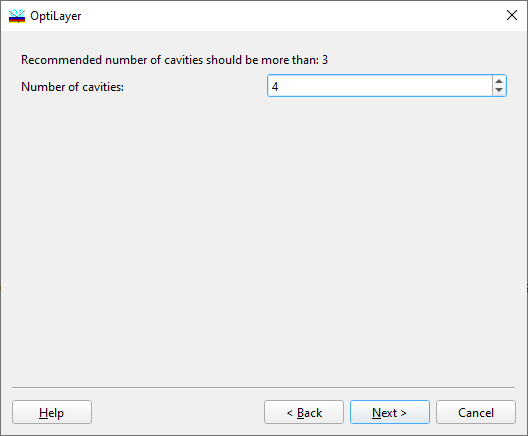 OptiLayer
Recommended number of cavities should be more than: 3
Number of cavities: 4
Help < Back Next > Cancel